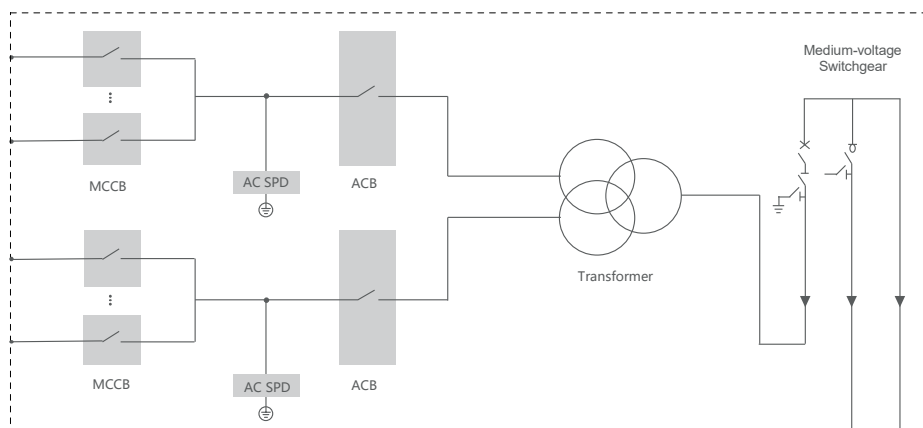 Medium-voltage
Switchgear
MCCB
AC SPD
ACB
Transformer
MCCB
AC SPD
ACB